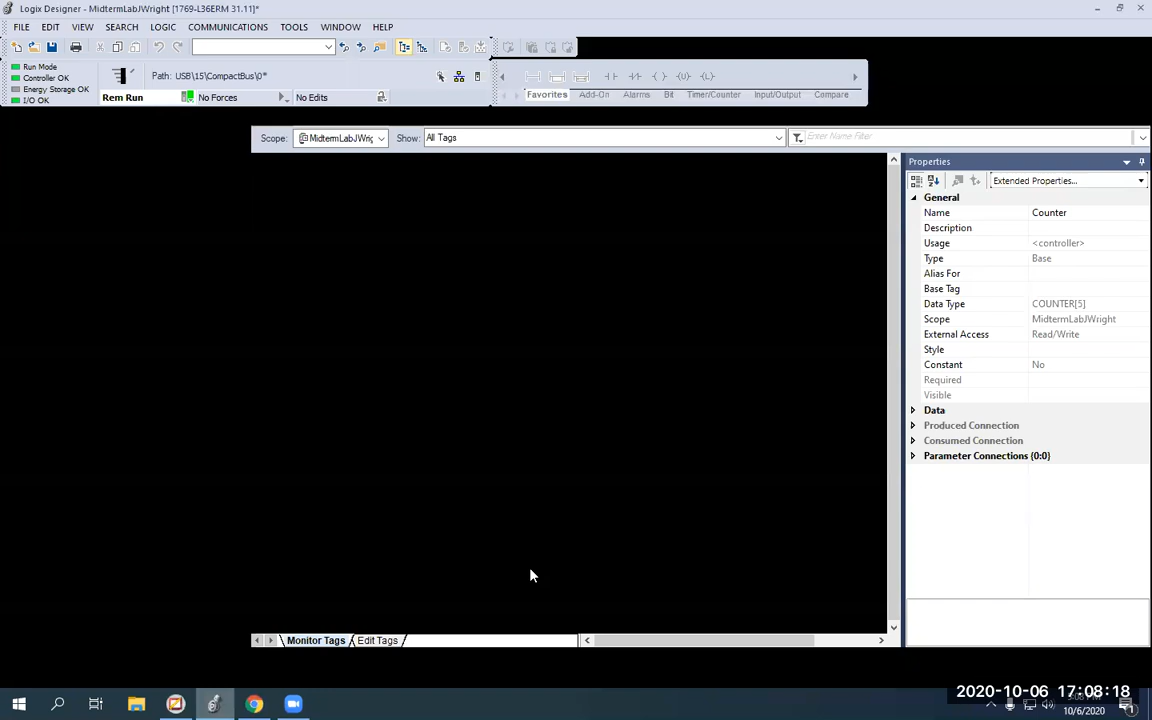 Logix Designer - MidtermLabJWright [1769-L36ERM 31.11]*
FILE EDIT VIEW SEARCH LOGIC COMMUNICATIONS TOOLS WINDOW HELP
Run Mode
Controller OK
Energy Storage OK
I/O OK
Path: USB\15\CompactBus\0*
Rem Run No Forces No Edits
Favorites Add-On Alarms Bit Timer/Counter Input/Output Compare
Scope: MidtermLabJWrig Show: All Tags Enter Name Filter
Properties
Extended Properties...
General
Name Counter
Description
Usage <controller>
Type Base
Alias For
Base Tag
Data Type COUNTER[5]
Scope MidtermLabJWright
External Access Read/Write
Style
Constant No
Required
Visible
Data
Produced Connection
Consumed Connection
Parameter Connections {0:0}
Monitor Tags Edit Tags
2020-10-06 17:08:18
10/6/2020
1